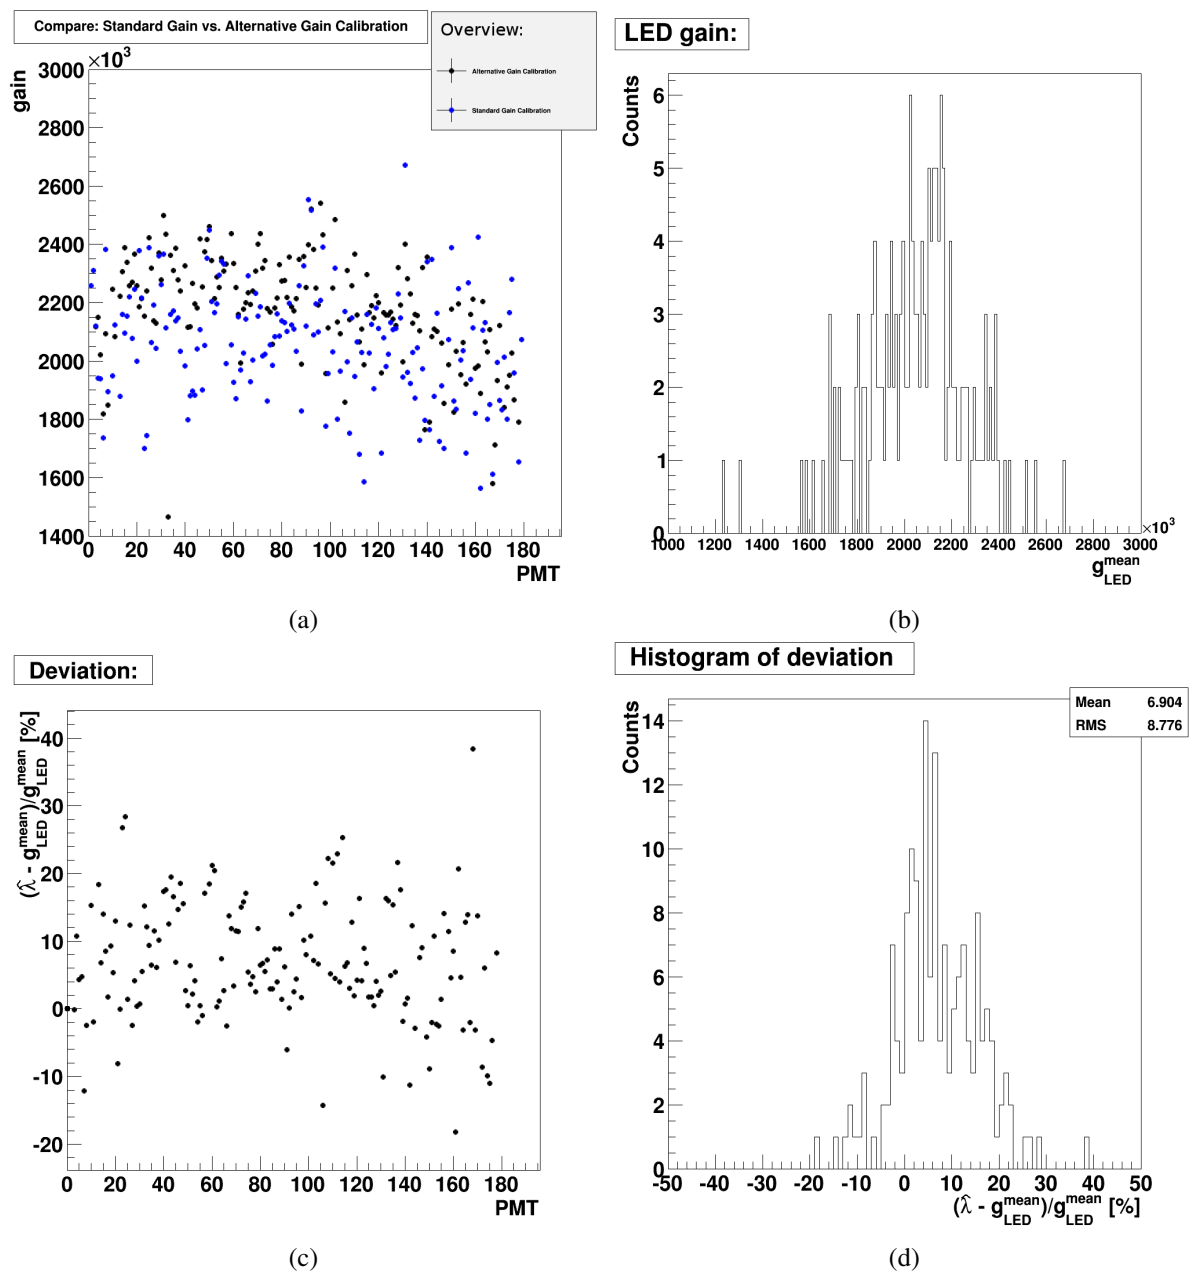 Compare: Standard Gain vs. Alternative Gain Calibration
Overview:
Alternative Gain Calibration
Standard Gain Calibration
×10³
gain
3000
2800
2600
2400
2200
2000
1800
1600
1400
0 20 40 60 80 100 120 140 160 180
PMT
(a)
LED gain:
Counts
6
5
4
3
2
1
0
1000 1200 1400 1600 1800 2000 2200 2400 2600 2800 3000
×10³
g_LED^mean
(b)
Deviation:
(λ̂ - g_LED^mean)/g_LED^mean [%]
40
30
20
10
0
-10
-20
0 20 40 60 80 100 120 140 160 180
PMT
(c)
Histogram of deviation
Mean 6.904
RMS 8.776
Counts
14
12
10
8
6
4
2
0
-50 -40 -30 -20 -10 0 10 20 30 40 50
(λ̂ - g_LED^mean)/g_LED^mean [%]
(d)